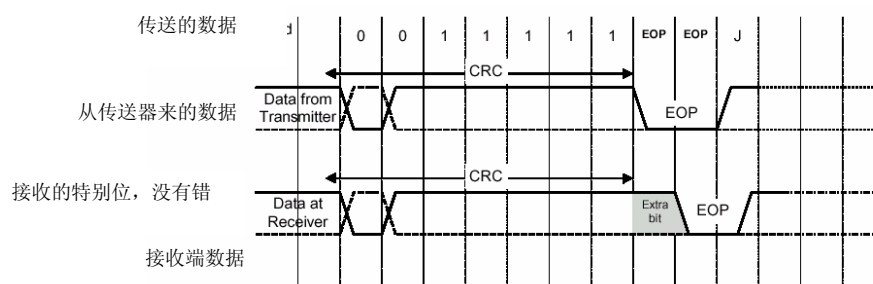 传送的数据
0 0 1 1 1 1 1 EOP EOP J
CRC
从传送器来的数据
Data from
Transmitter
EOP
CRC
接收的特别位，没有错
Data at
Receiver
Extra
bit
EOP
接收端数据